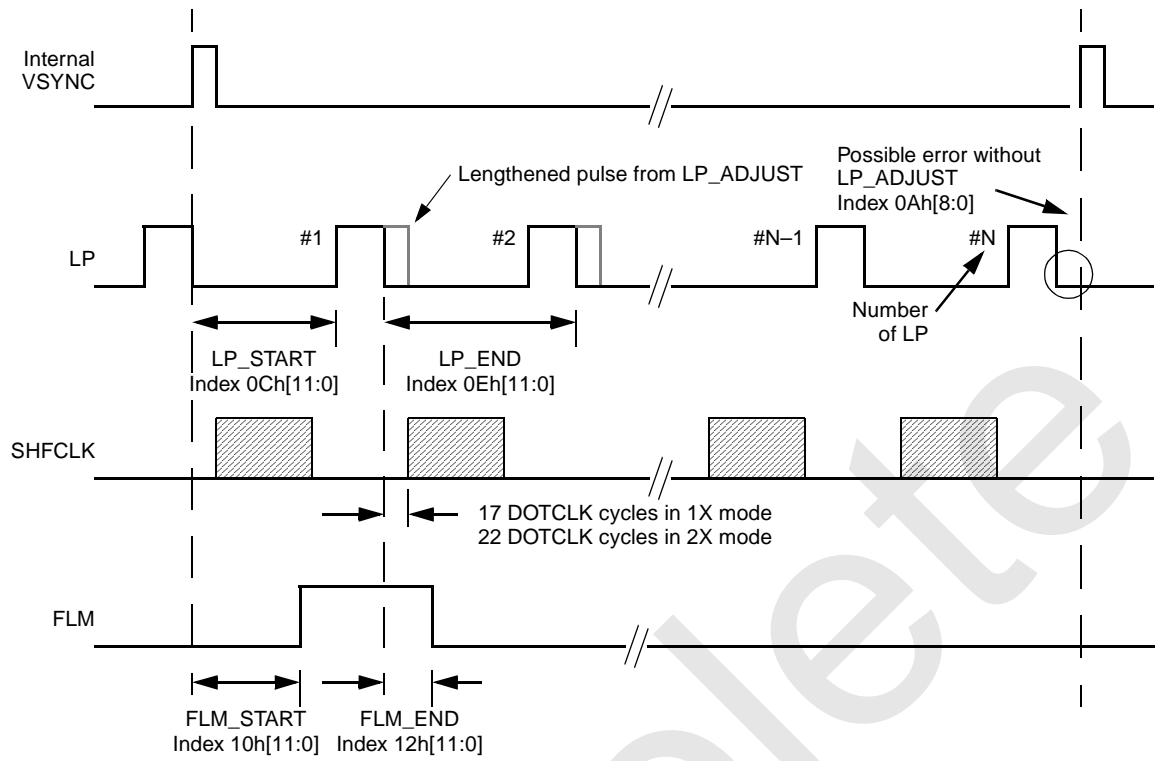 Internal
VSYNC
Possible error without
LP_ADJUST
Index 0Ah[8:0]
Lengthened pulse from LP_ADJUST
LP
#1
#2
#N–1
#N
Number
of LP
LP_START
Index 0Ch[11:0]
LP_END
Index 0Eh[11:0]
SHFCLK
17 DOTCLK cycles in 1X mode
22 DOTCLK cycles in 2X mode
FLM
FLM_START
Index 10h[11:0]
FLM_END
Index 12h[11:0]
lete